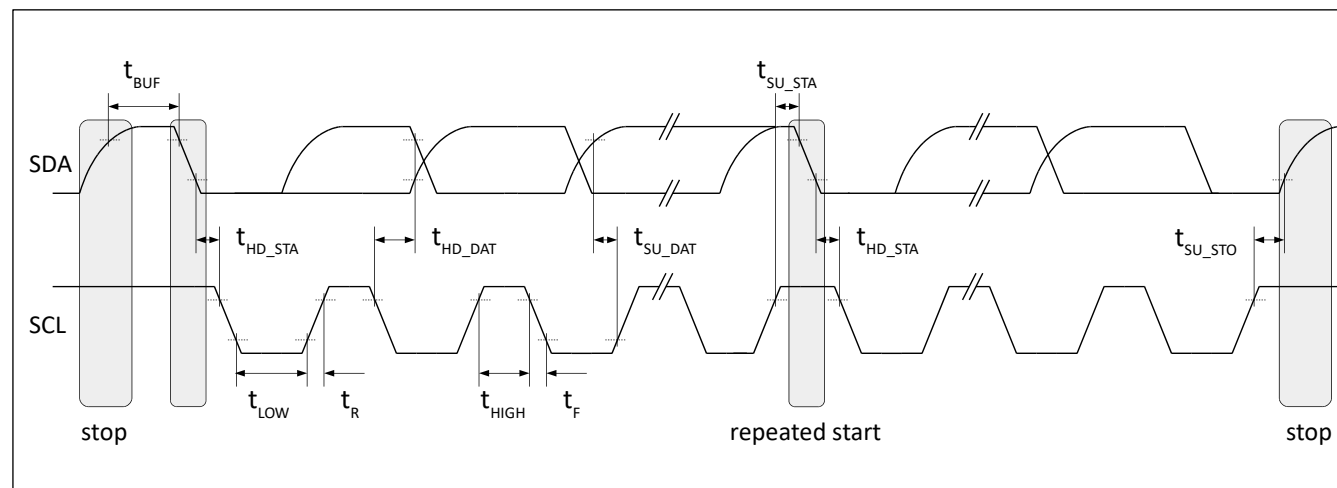 t_BUF
t_SU_STA
SDA
t_HD_STA
t_HD_DAT
t_SU_DAT
t_HD_STA
t_SU_STO
SCL
t_LOW
t_R
t_HIGH
t_F
stop
repeated start
stop